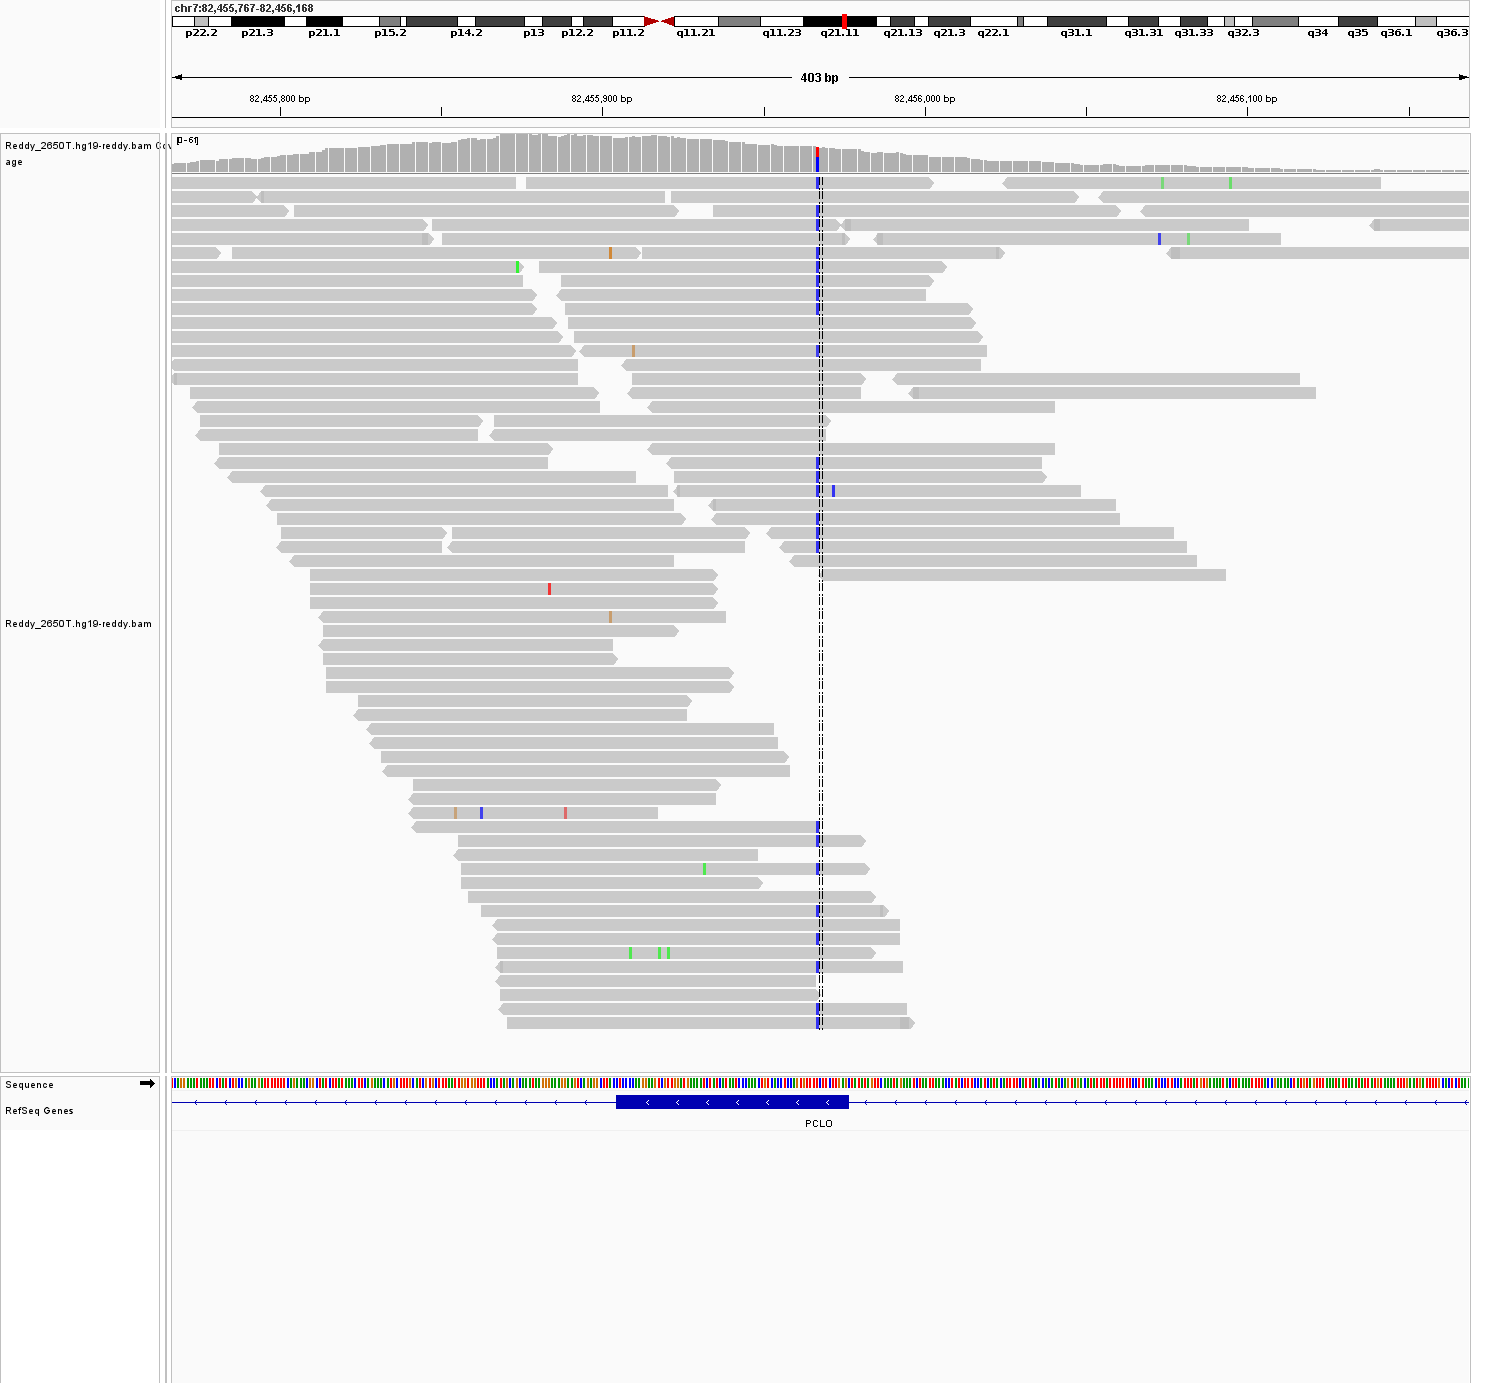 chr7:82,455,767-82,456,168
p22.2 p21.3 p21.1 p15.2 p14.2 p13 p12.2 p11.2 q11.21 q11.23 q21.11 q21.13 q21.3 q22.1 q31.1 q31.31 q31.33 q32.3 q34 q35 q36.1 q36.3
403 bp
82,455,800 bp 82,455,900 bp 82,456,000 bp 82,456,100 bp
[0-61]
Reddy_2650T.hg19-reddy.bam Cov
age
Reddy_2650T.hg19-reddy.bam
Sequence
RefSeq Genes
PCLO